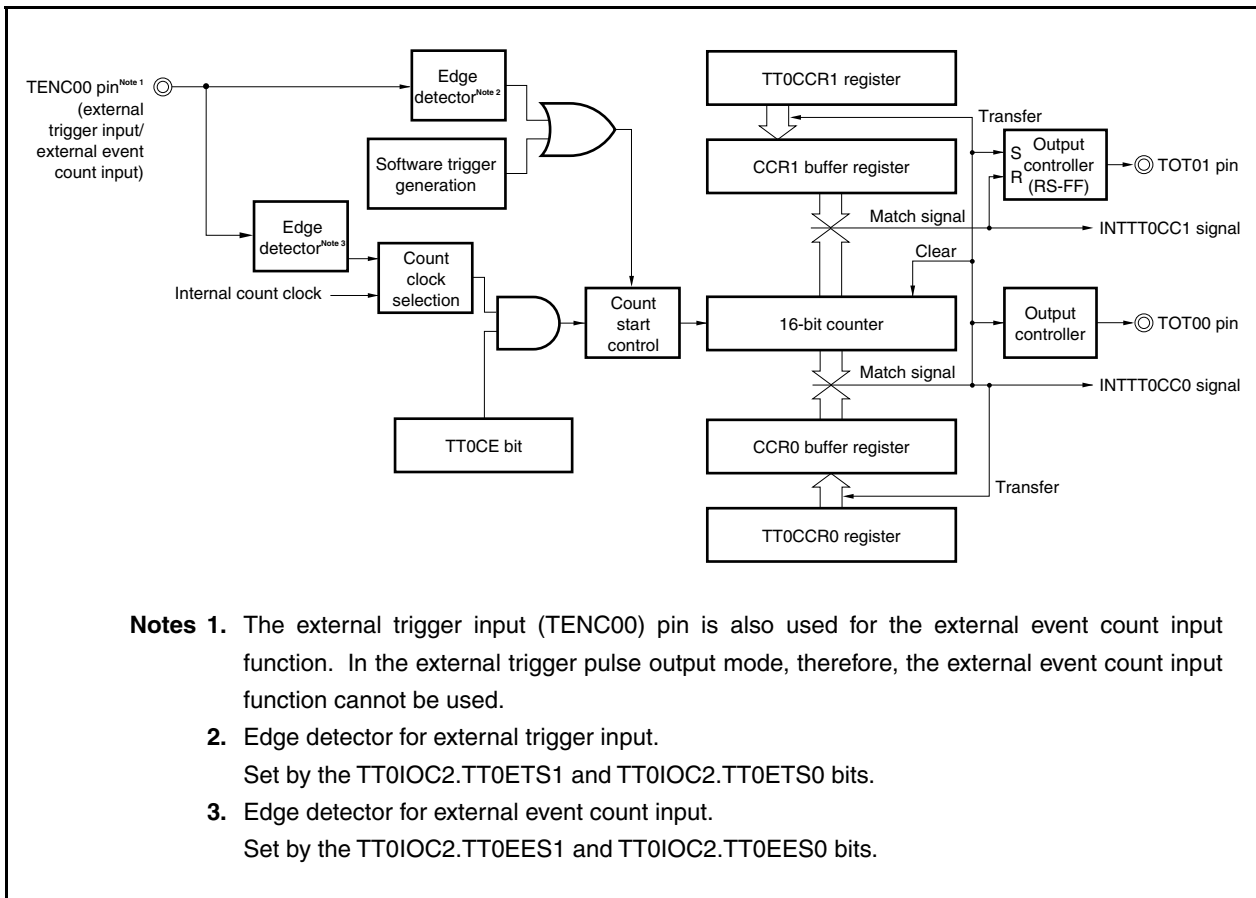 TENC00 pin Note 1
(external
trigger input/
external event
count input)
Edge
detector Note 2
Software trigger
generation
Edge
detector Note 3
Count
clock
selection
Internal count clock
TT0CE bit
Count
start
control
TT0CCR1 register
Transfer
CCR1 buffer register
Match signal
Clear
16-bit counter
Match signal
CCR0 buffer register
Transfer
TT0CCR0 register
S
R
Output
controller
(RS-FF)
TOT01 pin
INTTT0CC1 signal
Output
controller
TOT00 pin
INTTT0CC0 signal
Notes 1. The external trigger input (TENC00) pin is also used for the external event count input
function. In the external trigger pulse output mode, therefore, the external event count input
function cannot be used.
2. Edge detector for external trigger input.
Set by the TT0IOC2.TT0ETS1 and TT0IOC2.TT0ETS0 bits.
3. Edge detector for external event count input.
Set by the TT0IOC2.TT0EES1 and TT0IOC2.TT0EES0 bits.